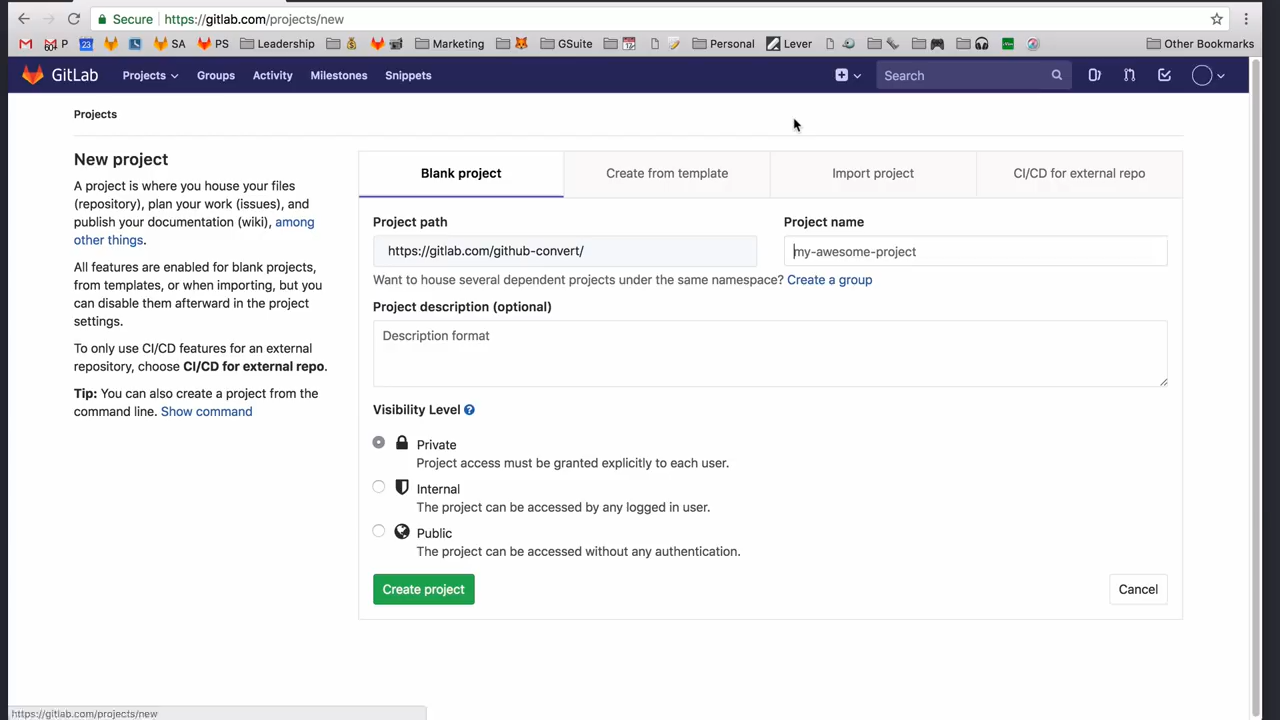 Secure https://gitlab.com/projects/new
P 23 SA PS Leadership Marketing GSuite Personal Lever Other Bookmarks
GitLab Projects Groups Activity Milestones Snippets Search
Projects
New project
A project is where you house your files
(repository), plan your work (issues), and
publish your documentation (wiki), among
other things.
All features are enabled for blank projects,
from templates, or when importing, but you
can disable them afterward in the project
settings.
To only use CI/CD features for an external
repository, choose CI/CD for external repo.
Tip: You can also create a project from the
command line. Show command
Blank project Create from template Import project CI/CD for external repo
Project path Project name
https://gitlab.com/github-convert/ my-awesome-project
Want to house several dependent projects under the same namespace? Create a group
Project description (optional)
Description format
Visibility Level ?
Private
Project access must be granted explicitly to each user.
Internal
The project can be accessed by any logged in user.
Public
The project can be accessed without any authentication.
Create project Cancel
https://gitlab.com/projects/new